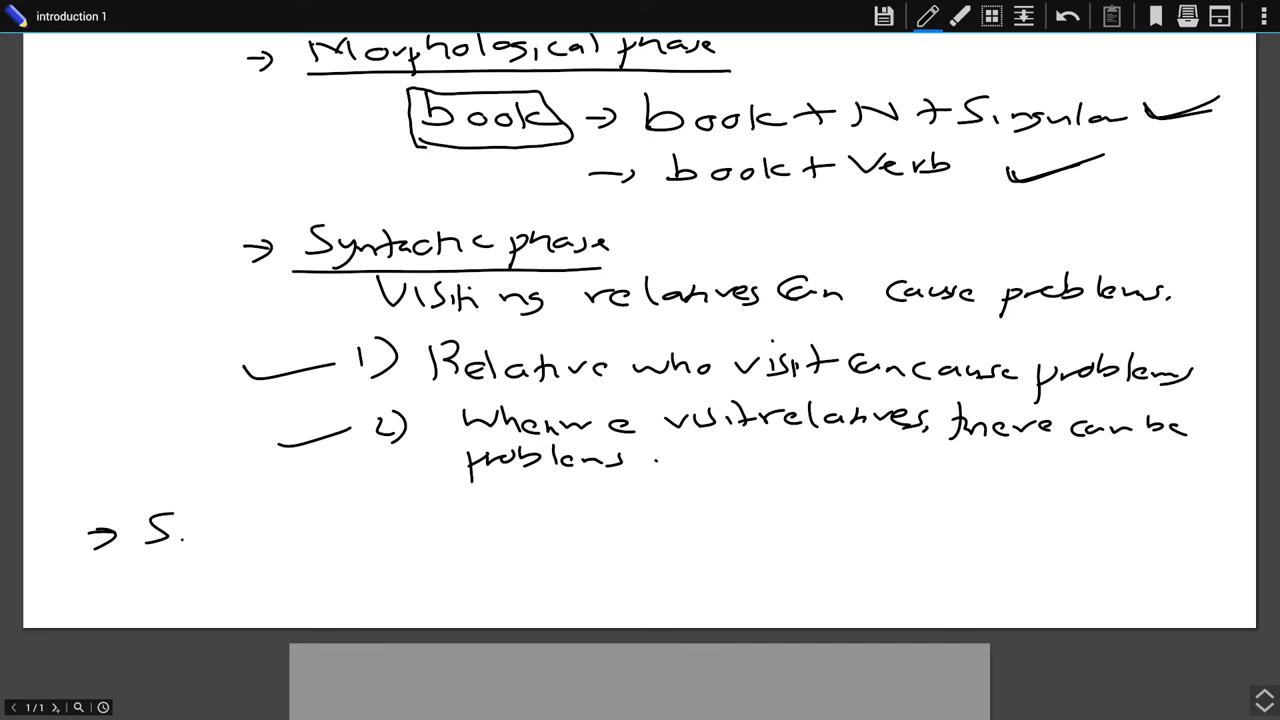 introduction 1
→ Morphological phase
book → book + N + Singular
→ book + Verb
→ Syntactic phase
Visiting relatives can cause problems.
1) Relative who visit can cause problems
2) When we visit relatives, there can be
problems.
→ S.
1/1